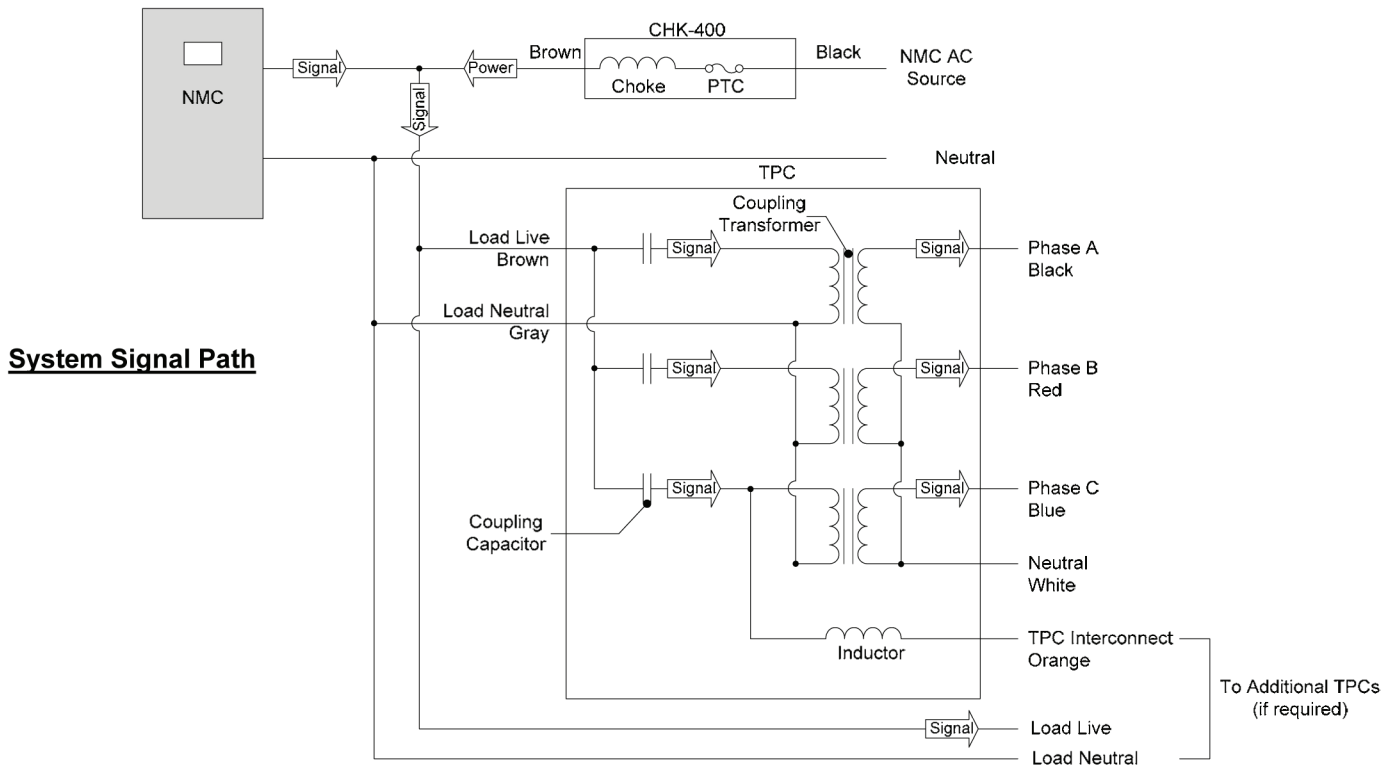 CHK-400
Brown
Black
Signal
Power
Choke
PTC
NMC AC
Source
NMC
Signal
Neutral
TPC
Coupling
Transformer
Load Live
Brown
Signal
Signal
Phase A
Black
Load Neutral
Gray
System Signal Path
Signal
Signal
Phase B
Red
Signal
Signal
Phase C
Blue
Coupling
Capacitor
Neutral
White
TPC Interconnect
Orange
Inductor
To Additional TPCs
(if required)
Signal
Load Live
Load Neutral